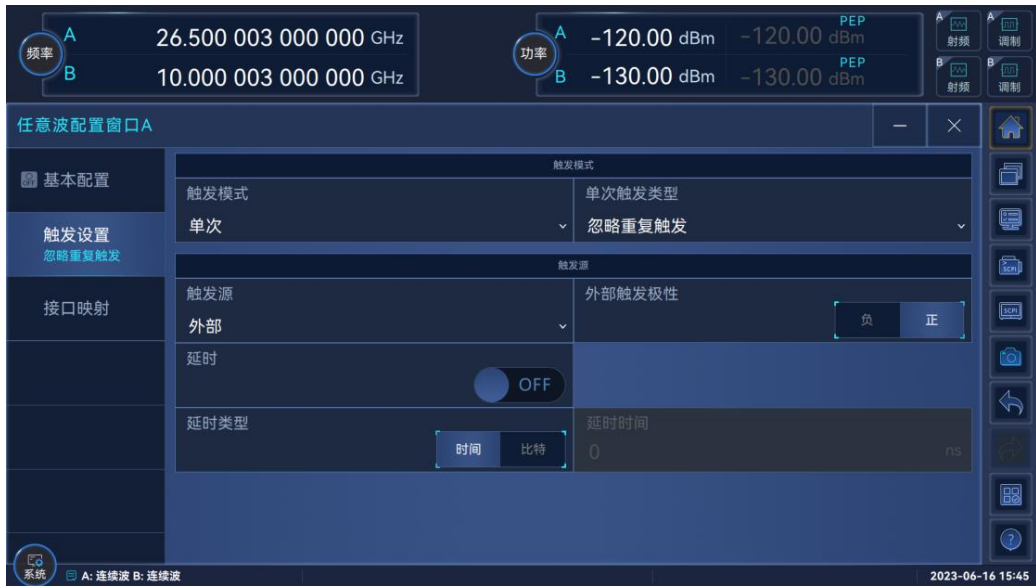 频率
A 26.500 003 000 000 GHz
B 10.000 003 000 000 GHz
功率
PEP
A -120.00 dBm -120.00 dBm
PEP
B -130.00 dBm -130.00 dBm
A 射频
A 调制
B 射频
B 调制
任意波配置窗口A
基本配置
触发设置
忽略重复触发
接口映射
触发模式
触发模式
单次
单次触发类型
忽略重复触发
触发源
触发源
外部
外部触发极性
负 正
延时
OFF
延时类型
时间 比特
延时时间
0 ns
SCPI
SCPI
系统
A: 连续波 B: 连续波
2023-06-16 15:45